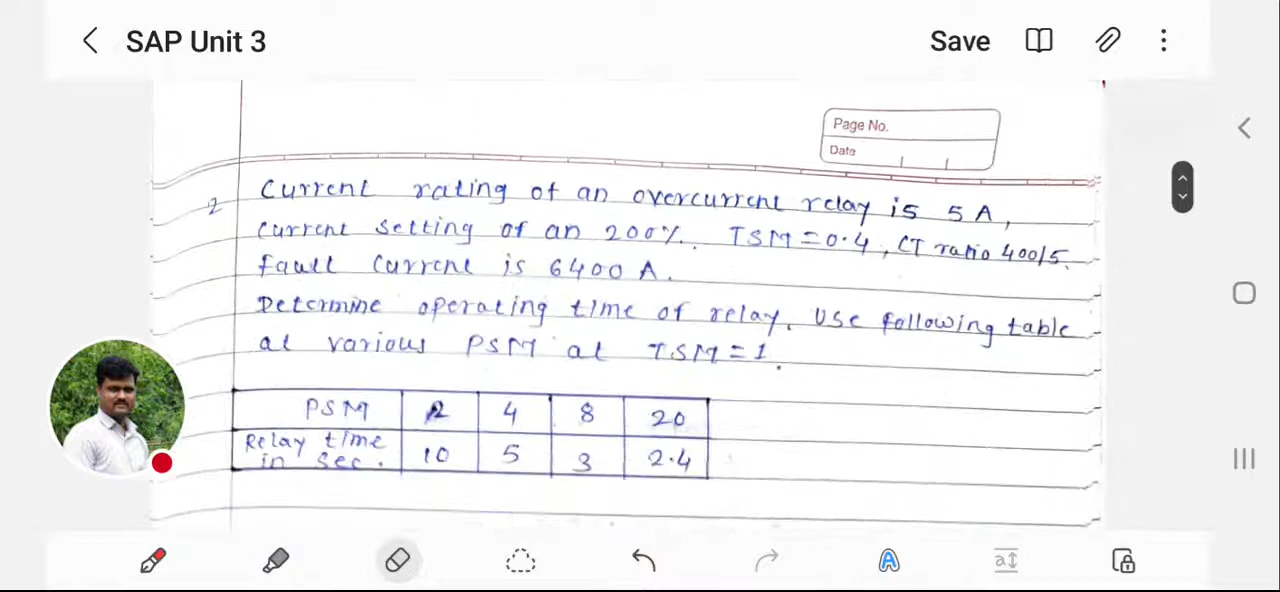 SAP Unit 3
Save
Page No.
Date
2 Current rating of an overcurrent relay is 5A,
current setting of an 200%. TSM=0.4, CT ratio 400/5.
fault current is 6400 A.
Determine operating time of relay. Use following table
at various PSM at TSM=1.
PSM 2 4 8 20
Relay time in sec. 10 5 3 2.4
A
a